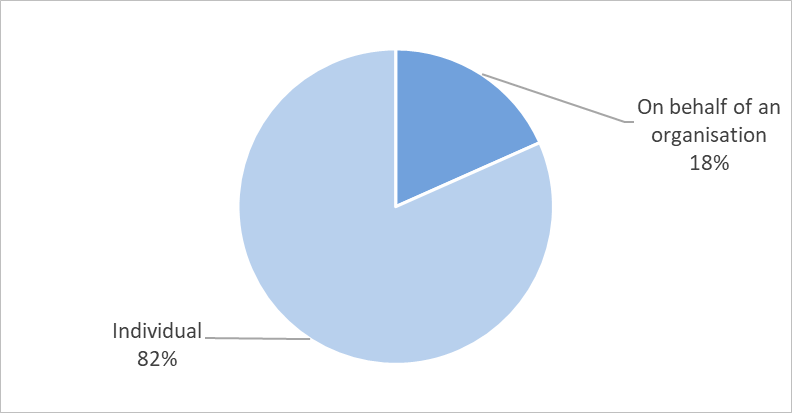 On behalf of an
organisation
18%
Individual
82%